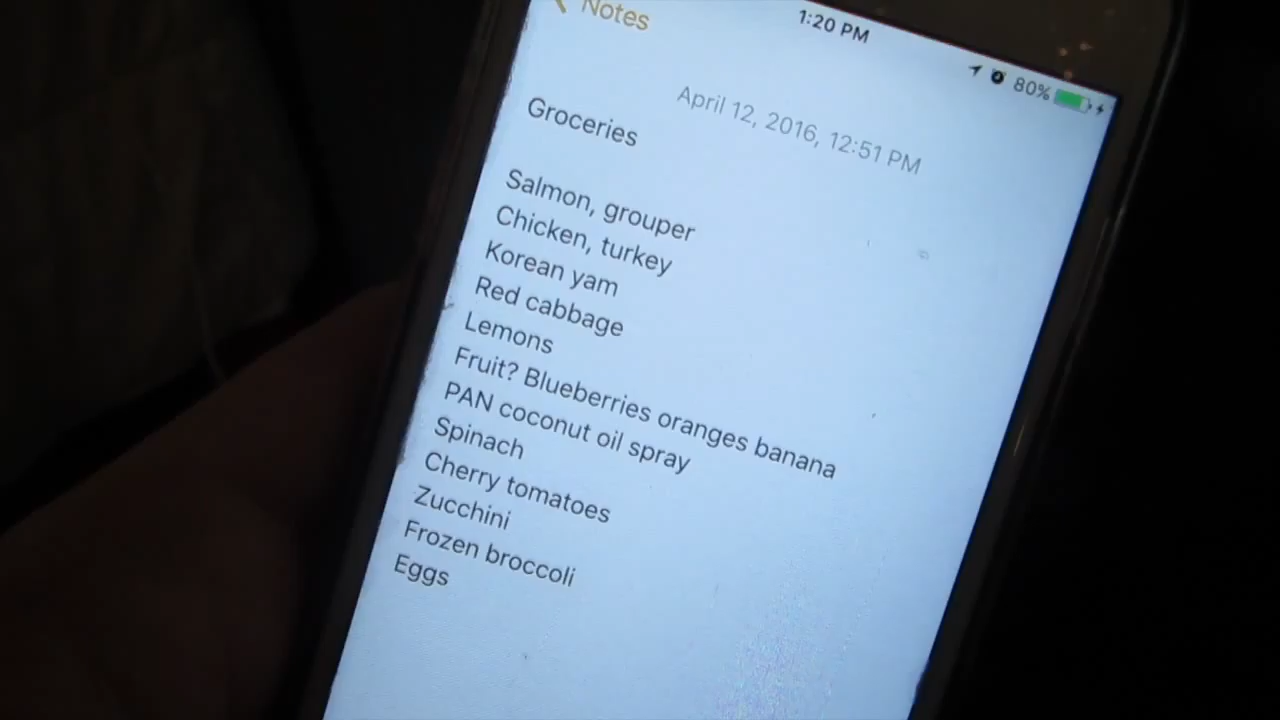 Notes
1:20 PM
80%
April 12, 2016, 12:51 PM
Groceries
Salmon, grouper
Chicken, turkey
Korean yam
Red cabbage
Lemons
Fruit? Blueberries oranges banana
PAN coconut oil spray
Spinach
Cherry tomatoes
Zucchini
Frozen broccoli
Eggs